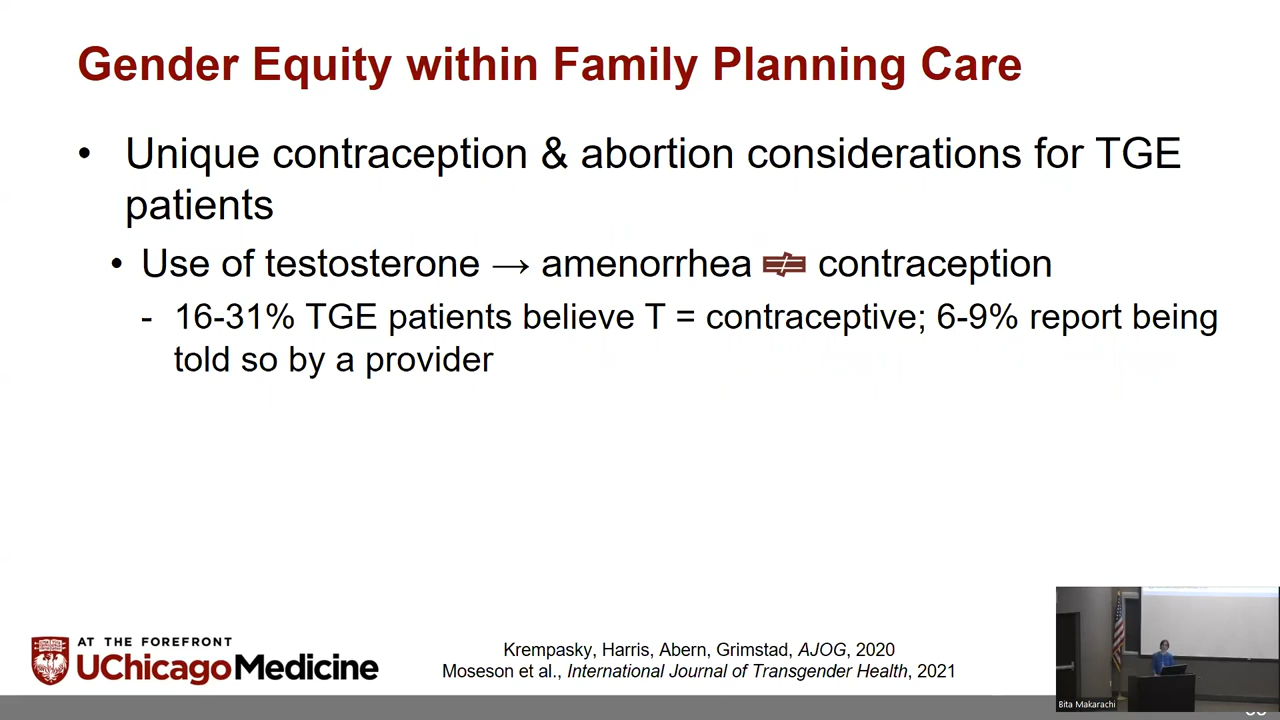 Gender Equity within Family Planning Care
• Unique contraception & abortion considerations for TGE
patients
• Use of testosterone → amenorrhea ≠ contraception
- 16-31% TGE patients believe T = contraceptive; 6-9% report being
told so by a provider
AT THE FOREFRONT
UChicagoMedicine
Krempasky, Harris, Abern, Grimstad, AJOG, 2020
Moseson et al., International Journal of Transgender Health, 2021
Bita Makarachi